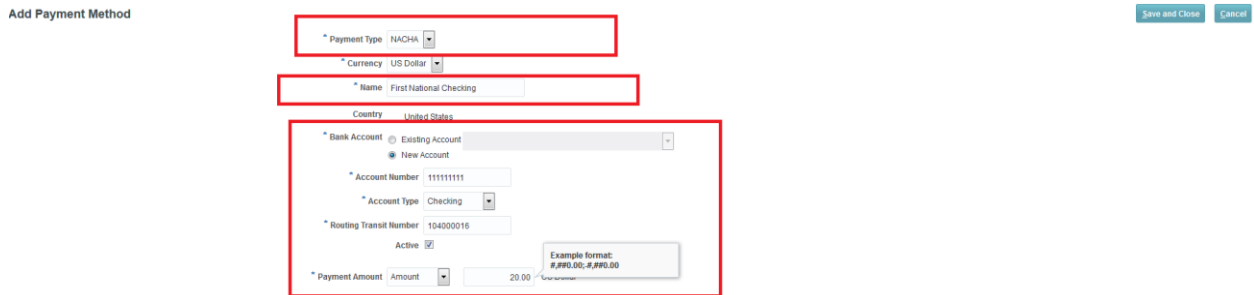 Add Payment Method
Save and Close Cancel
* Payment Type NACHA
* Currency US Dollar
* Name First National Checking
Country United States
* Bank Account Existing Account
New Account
* Account Number 111111111
* Account Type Checking
* Routing Transit Number 104000016
Active
Example format:
#,##0.00;-#,##0.00
* Payment Amount Amount 20.00 US Dollar